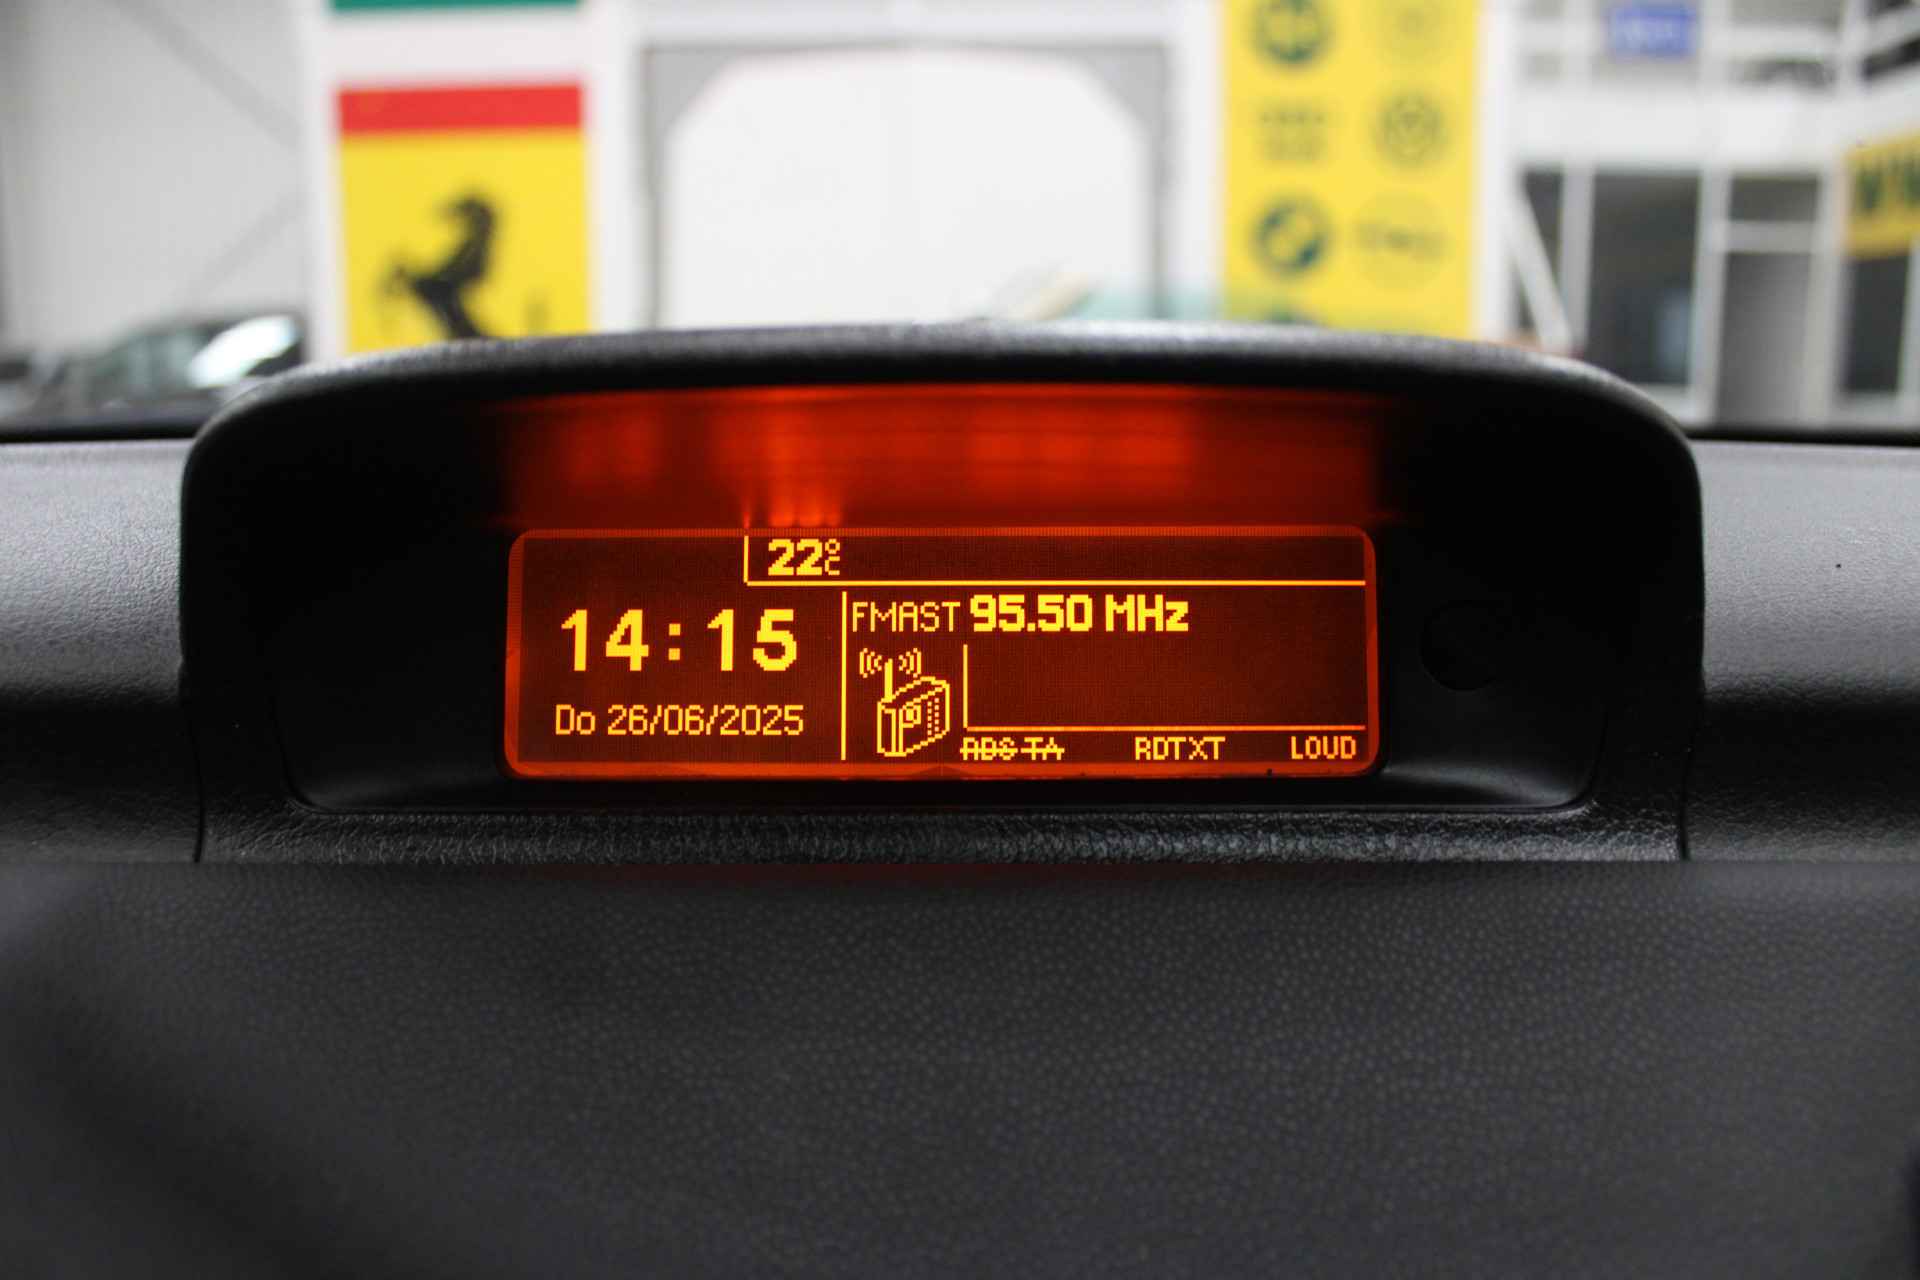 22°C
14:15
Do 26/06/2025
FMAST 95.50 MHz
RDS TA RDTXT LOUD